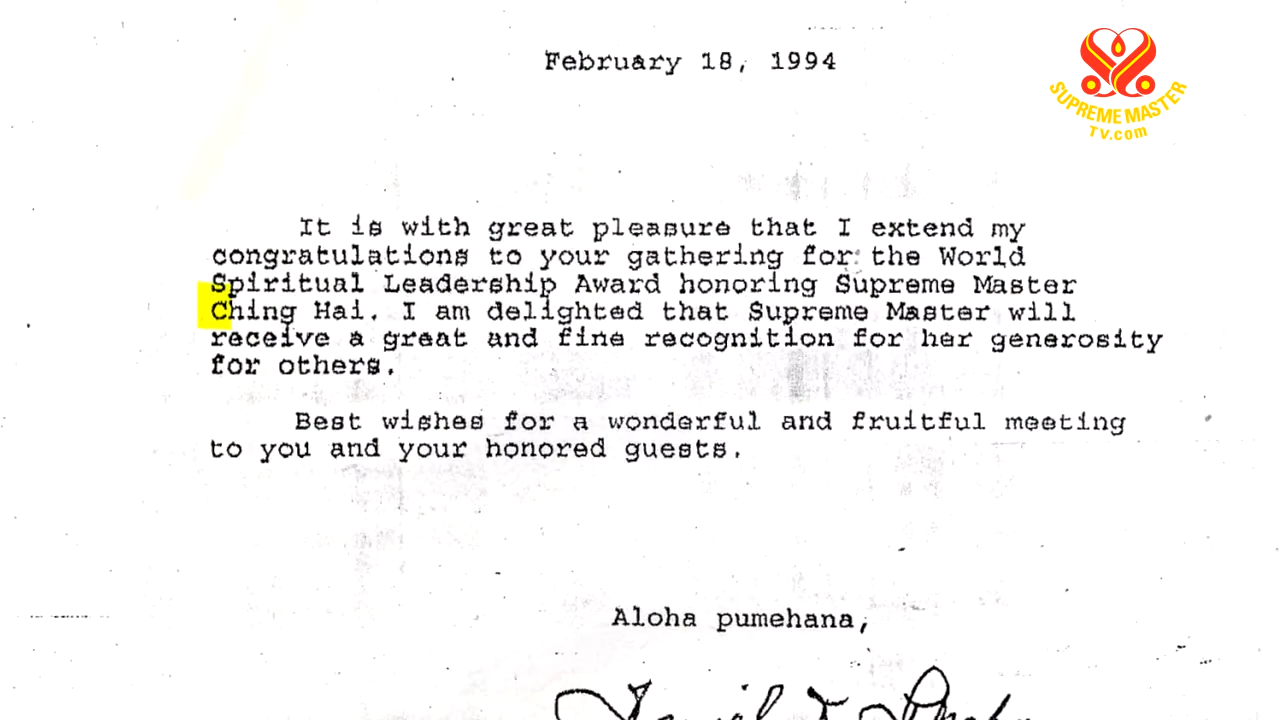 February 18, 1994
SUPREME MASTER
TV.com
It is with great pleasure that I extend my
congratulations to your gathering for the World
Spiritual Leadership Award honoring Supreme Master
Ching Hai. I am delighted that Supreme Master will
receive a great and fine recognition for her generosity
for others.
Best wishes for a wonderful and fruitful meeting
to you and your honored guests.
Aloha pumehana,